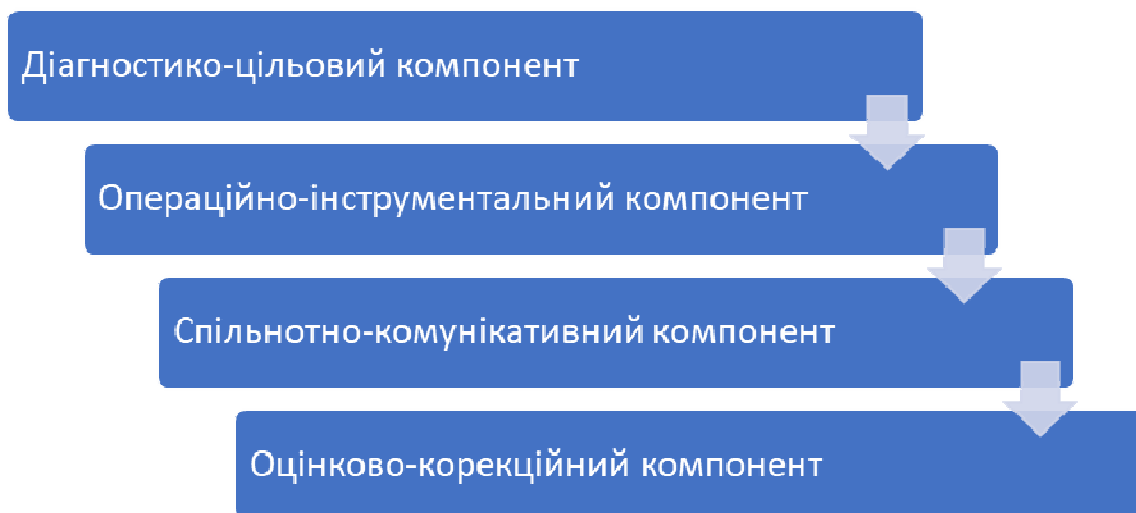 Діагностико-цільовий компонент
Операційно-інструментальний компонент
Спільнотно-комунікативний компонент
Оцінково-корекційний компонент